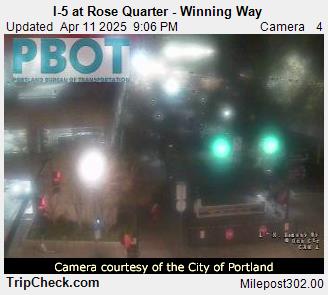 I-5 at Rose Quarter - Winning Way
Updated Apr 11 2025 9:06 PM Camera 4
PBOT
PORTLAND BUREAU OF TRANSPORTATION
Camera courtesy of the City of Portland
TripCheck.com Milepost302.00